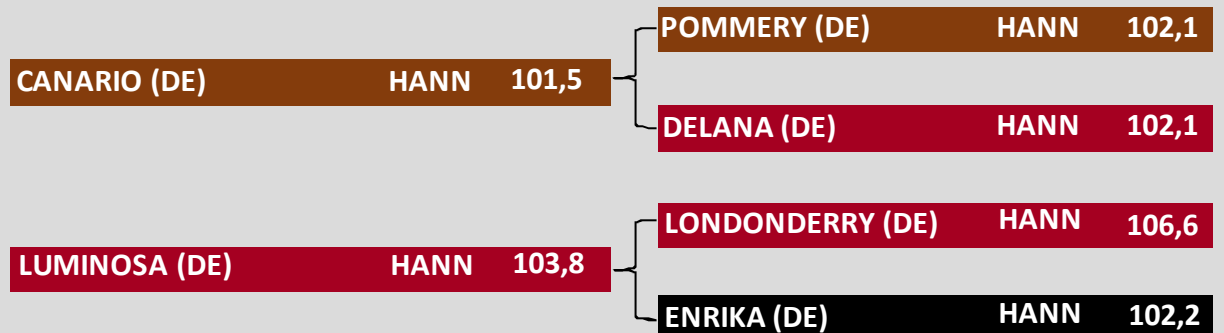 POMMERY (DE) HANN 102,1
CANARIO (DE) HANN 101,5
DELANA (DE) HANN 102,1
LONDONDERRY (DE) HANN 106,6
LUMINOSA (DE) HANN 103,8
ENRIKA (DE) HANN 102,2